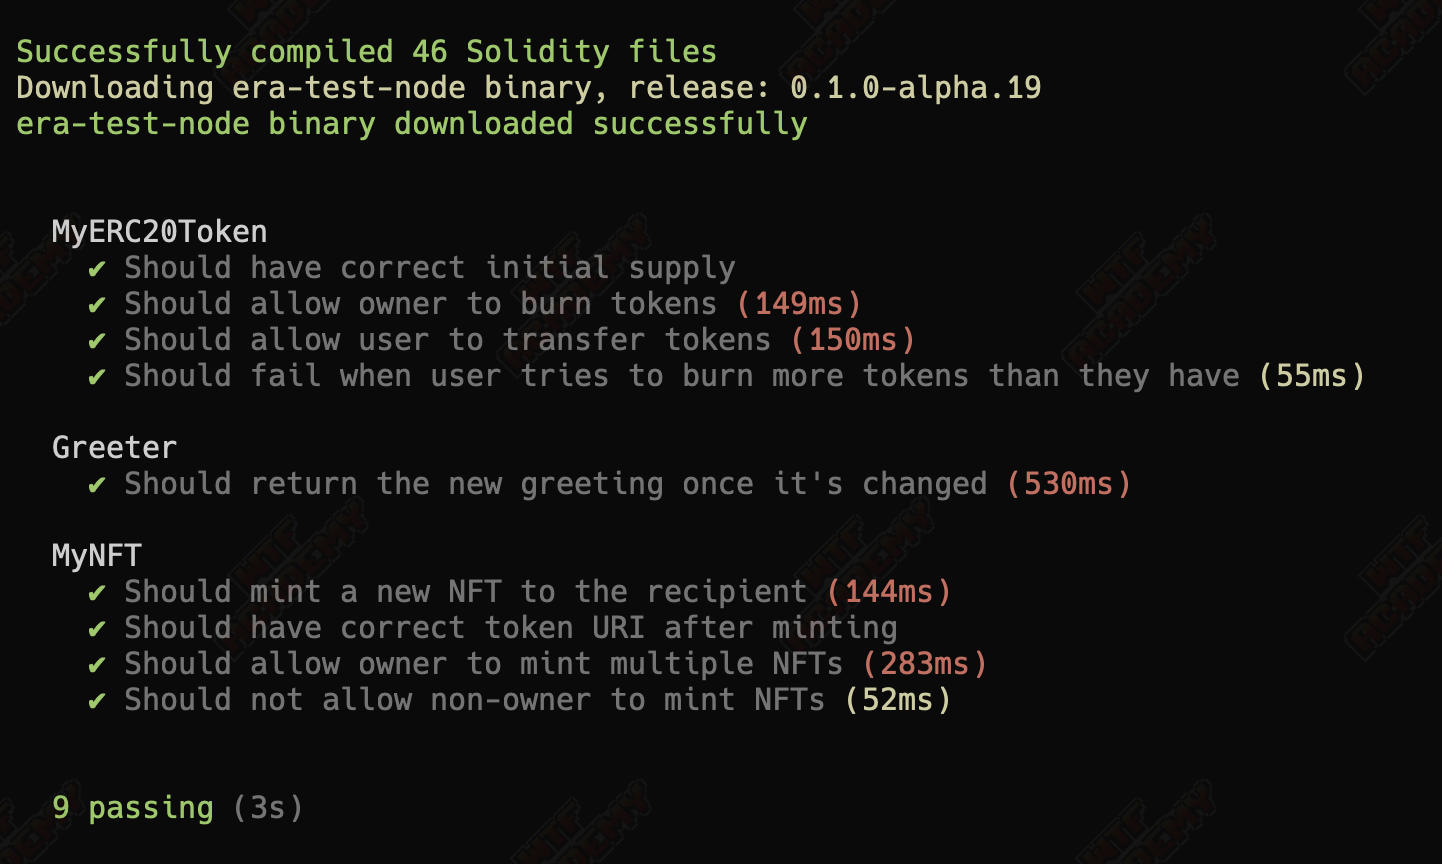 Successfully compiled 46 Solidity files
Downloading era-test-node binary, release: 0.1.0-alpha.19
era-test-node binary downloaded successfully
MyERC20Token
✔ Should have correct initial supply
✔ Should allow owner to burn tokens (149ms)
✔ Should allow user to transfer tokens (150ms)
✔ Should fail when user tries to burn more tokens than they have (55ms)
Greeter
✔ Should return the new greeting once it's changed (530ms)
MyNFT
✔ Should mint a new NFT to the recipient (144ms)
✔ Should have correct token URI after minting
✔ Should allow owner to mint multiple NFTs (283ms)
✔ Should not allow non-owner to mint NFTs (52ms)
9 passing (3s)
WTF
ACADEMY